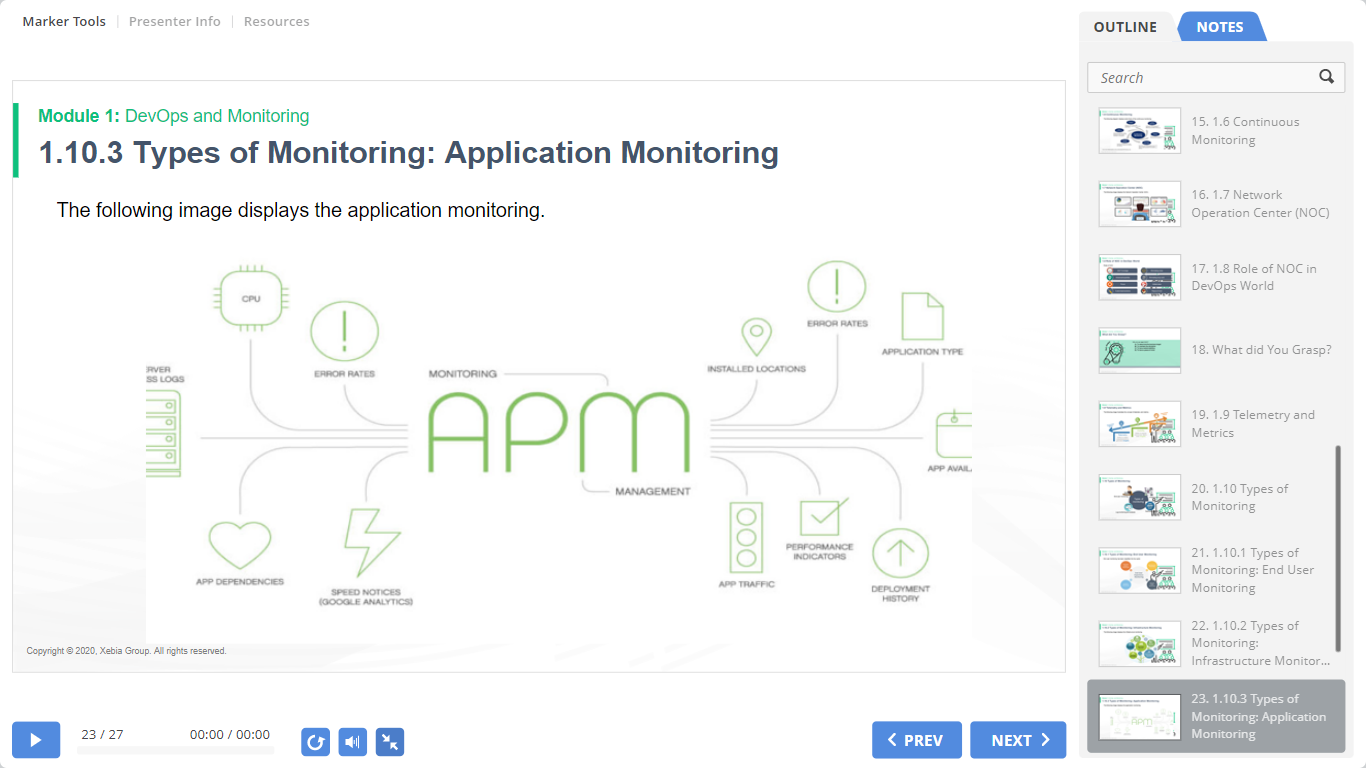 Marker Tools
Presenter Info
Resources
OUTLINE
NOTES
Search
Module 1: DevOps and Monitoring
1.10.3 Types of Monitoring: Application Monitoring
The following image displays the application monitoring.
CPU
ERROR RATES
RVER
SS LOGS
MONITORING
APM
MANAGEMENT
APP DEPENDENCIES
SPEED NOTICES
(GOOGLE ANALYTICS)
INSTALLED LOCATIONS
ERROR RATES
APPLICATION TYPE
APP AVAIL
APP TRAFFIC
PERFORMANCE
INDICATORS
DEPLOYMENT
HISTORY
Copyright © 2020, Xebia Group. All rights reserved.
23 / 27
00:00 / 00:00
PREV
NEXT
15. 1.6 Continuous
Monitoring
16. 1.7 Network
Operation Center (NOC)
17. 1.8 Role of NOC in
DevOps World
18. What did You Grasp?
19. 1.9 Telemetry and
Metrics
20. 1.10 Types of
Monitoring
21. 1.10.1 Types of
Monitoring: End User
Monitoring
22. 1.10.2 Types of
Monitoring:
Infrastructure Monitor...
23. 1.10.3 Types of
Monitoring: Application
Monitoring